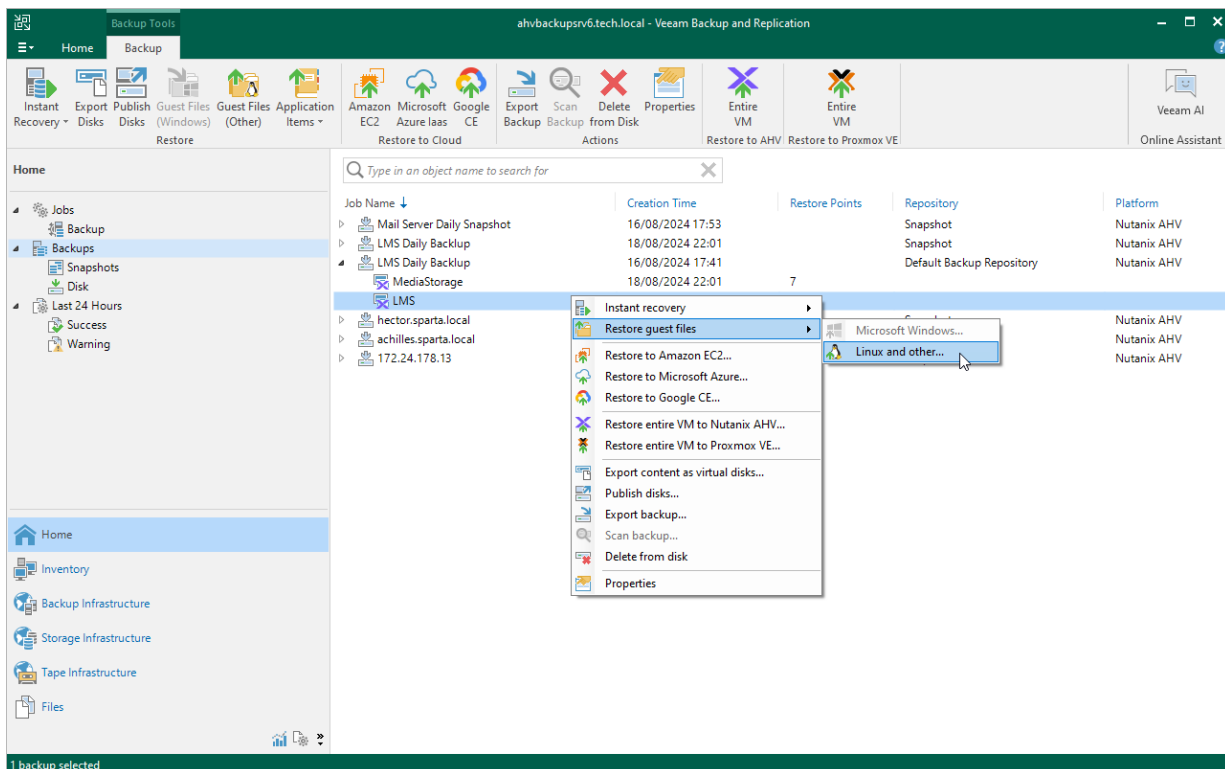 Backup Tools
ahvbackupsrv6.tech.local - Veeam Backup and Replication
Home Backup
Instant Recovery
Export Disks
Publish Disks
Guest Files (Windows)
Guest Files (Other)
Application Items
Restore
Amazon EC2
Microsoft Azure Iaas
Google CE
Restore to Cloud
Export Backup
Scan Backup
Delete from Disk
Properties
Actions
Entire VM
Restore to AHV
Entire VM
Restore to Proxmox VE
Veeam AI
Online Assistant
Home
Jobs
Backup
Backups
Snapshots
Disk
Last 24 Hours
Success
Warning
Home
Inventory
Backup Infrastructure
Storage Infrastructure
Tape Infrastructure
Files
Type in an object name to search for
Job Name Creation Time Restore Points Repository Platform
Mail Server Daily Snapshot 16/08/2024 17:53 Snapshot Nutanix AHV
LMS Daily Backlup 18/08/2024 22:01 Snapshot Nutanix AHV
LMS Daily Backlup 16/08/2024 17:41 Default Backup Repository Nutanix AHV
MediaStorage 18/08/2024 22:01 7
LMS
hector.sparta.local Nutanix AHV
achilles.sparta.local Nutanix AHV
172.24.178.13 Nutanix AHV
Instant recovery
Restore guest files
Restore to Amazon EC2...
Restore to Microsoft Azure...
Restore to Google CE...
Restore entire VM to Nutanix AHV...
Restore entire VM to Proxmox VE...
Export content as virtual disks...
Publish disks...
Export backup...
Scan backup...
Delete from disk
Properties
Microsoft Windows...
Linux and other...
1 backup selected